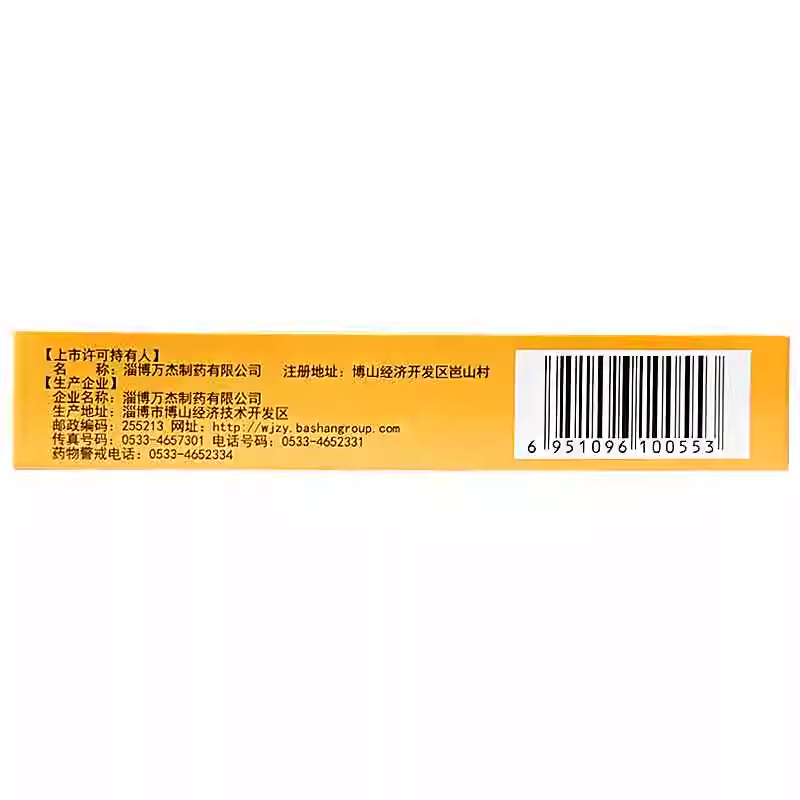 【上市许可持有人】
名　　称：淄博万杰制药有限公司　注册地址：博山经济开发区岜山村
【生产企业】
企业名称：淄博万杰制药有限公司
生产地址：淄博市博山经济技术开发区
邮政编码：255213 网址：http://wjzy.bashangroup.com
传真号码：0533-4657301 电话号码：0533-4652331
药物警戒电话：0533-4652334
6 951096 100553